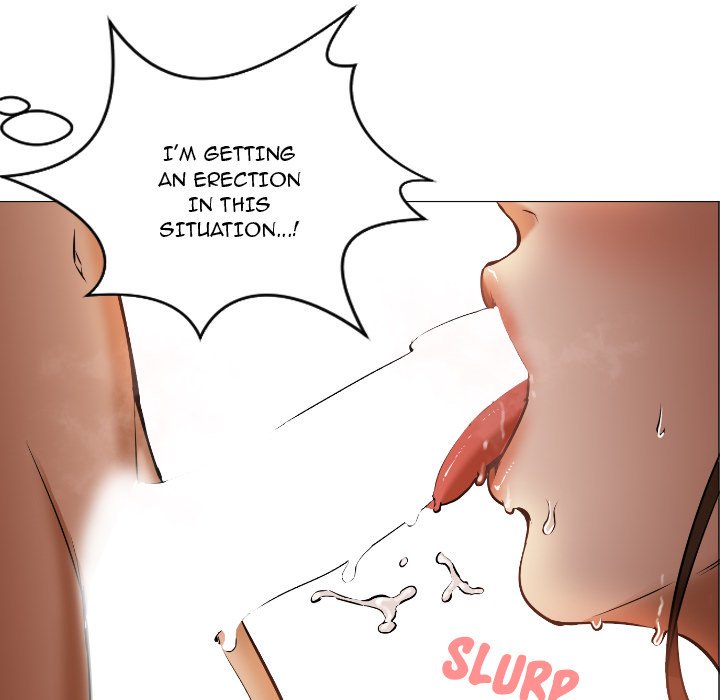 I'M GETTING
AN ERECTION
IN THIS
SITUATION...!
SLURP